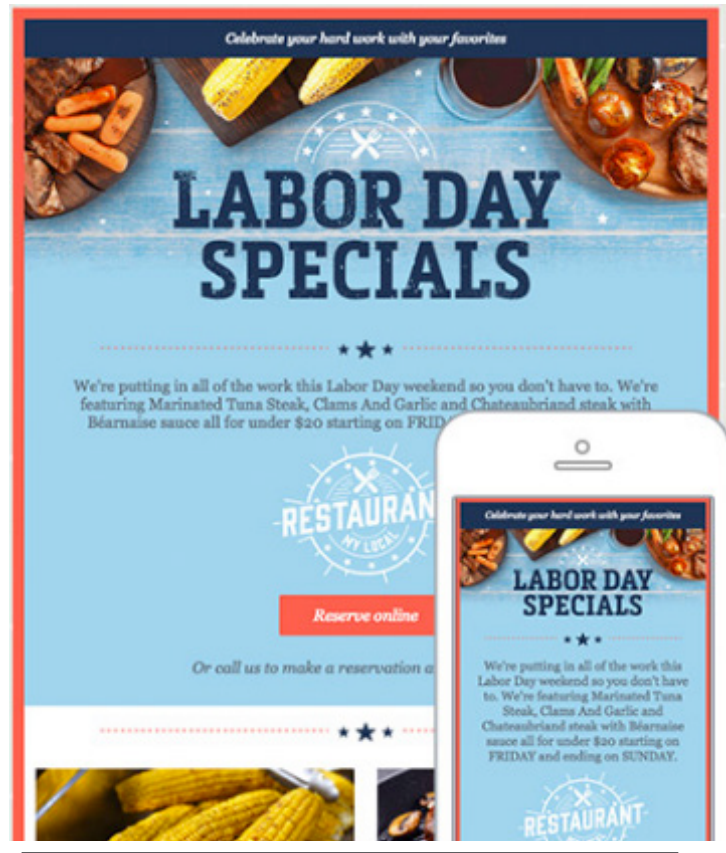 Celebrate your hard work with your favorites
LABOR DAY
SPECIALS
We're putting in all of the work this Labor Day weekend so you don't have to. We're
featuring Marinated Tuna Steak, Clams And Garlic and Chateaubriand steak with
Béarnaise sauce all for under $20 starting on
RESTAURAN
MY LOCAL
Reserve online
Or call us to make a reservation
Celebrate your hard work with your favorites
LABOR DAY
SPECIALS
We're putting in all of the work this
Labor Day weekend so you don't have
to. We're featuring Marinated Tuna
Steak, Clams And Garlic and
Chateaubriand steak with Béarnaise
sauce all for under $20 starting on
FRIDAY and ending on SUNDAY.
RESTAURANT